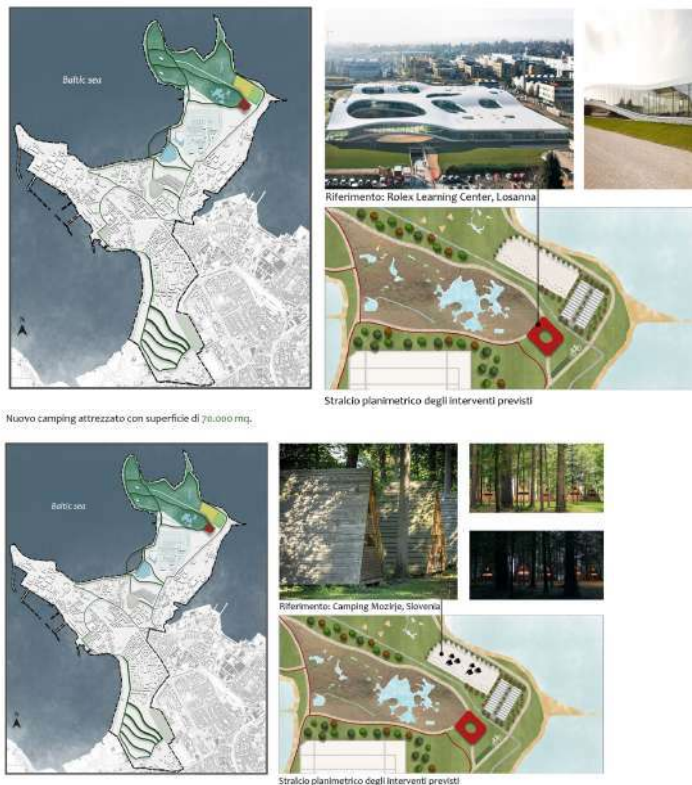 Baltic sea
Riferimento: Rolex Learning Center, Losanna
N
Stralcio planimetrico degli interventi previsti
Nuovo camping attrezzato con superficie di 70.000 mq.
Baltic sea
Riferimento: Camping Mozirje, Slovenia
N
Stralcio planimetrico degli interventi previsti